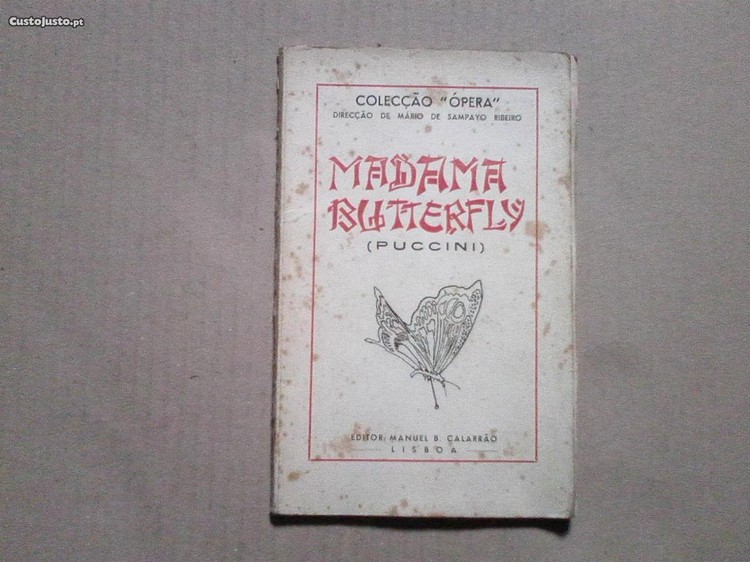 CustoJusto.pt
COLECÇÃO "ÓPERA"
DIRECÇÃO DE MÁRIO DE SAMPAYO RIBEIRO
MADAMA
BUTTERFLY
(PUCCINI)
EDITOR: MANUEL B. CALARRÃO
LISBOA